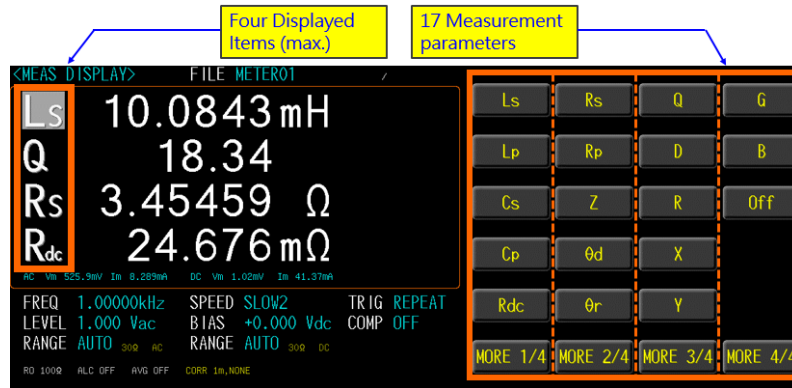 Four Displayed
Items (max.)
17 Measurement
parameters
<MEAS DISPLAY> FILE METER01 /
Ls 10.0843 mH
Q 18.34
Rs 3.45459 Ω
Rdc 24.676 mΩ
AC Vm 525.9mV Im 8.289mA DC Vm 1.02mV Im 41.37mA
FREQ 1.00000kHz SPEED SLOW2 TRIG REPEAT
LEVEL 1.000 Vac BIAS +0.000 Vdc COMP OFF
RANGE AUTO 30Ω AC RANGE AUTO 30Ω DC
RO 100Ω ALC OFF AVG OFF CORR 1m,NONE
Ls Rs Q G
Lp Rp D B
Cs Z R Off
Cp θd X
Rdc θr Y
MORE 1/4 MORE 2/4 MORE 3/4 MORE 4/4